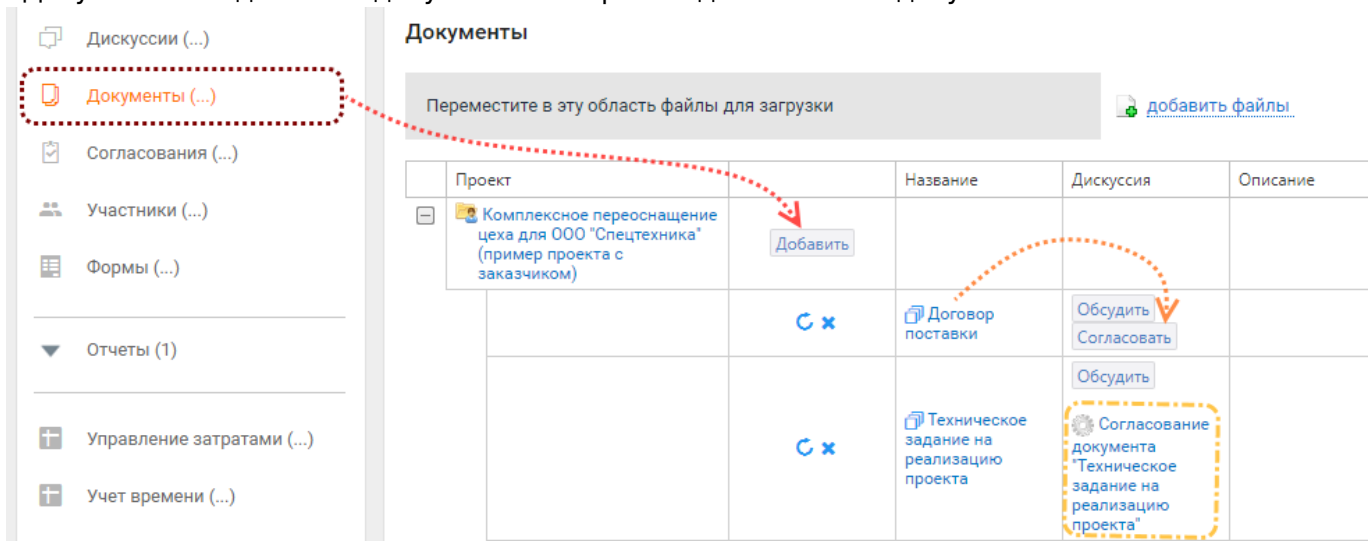 Дискуссии (...)
Документы (...)
Согласования (...)
Участники (...)
Формы (...)
Отчеты (1)
Управление затратами (...)
Учет времени (...)
Документы
Переместите в эту область файлы для загрузки
добавить файлы
Проект
Название
Дискуссия
Описание
Комплексное переоснащение
цеха для ООО "Спецтехника"
(пример проекта с
заказчиком)
Добавить
Договор
поставки
Обсудить
Согласовать
Техническое
задание на
реализацию
проекта
Обсудить
Согласование
документа
"Техническое
задание на
реализацию
проекта"